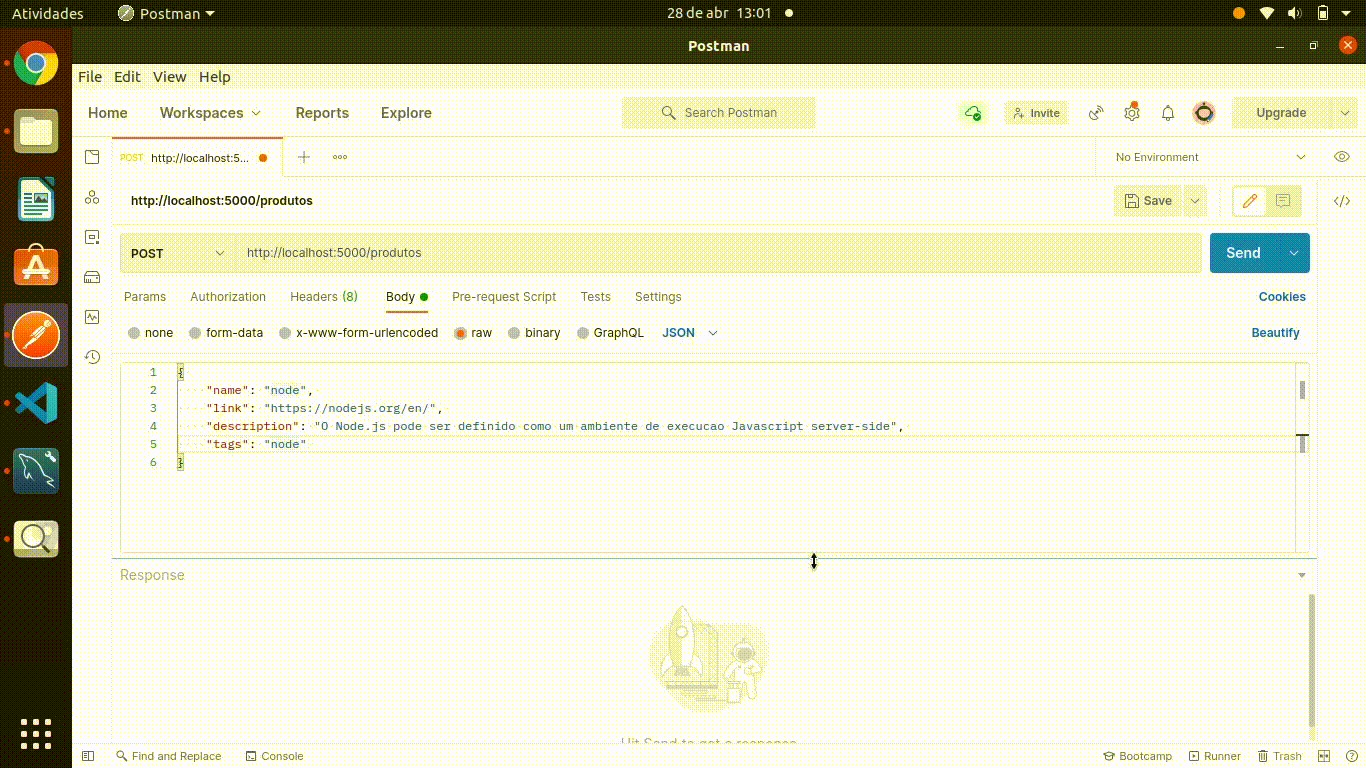 Atividades Postman 28 de abr 13:01
Postman
File Edit View Help
Home Workspaces Reports Explore Search Postman Invite Upgrade
POST http://localhost:5... No Environment
http://localhost:5000/produtos Save
POST http://localhost:5000/produtos Send
Params Authorization Headers (8) Body Pre-request Script Tests Settings Cookies
none form-data x-www-form-urlencoded raw binary GraphQL JSON Beautify
1 {
2 "name": "node",
3 "link": "https://nodejs.org/en/",
4 "description": "O Node.js pode ser definido como um ambiente de execucao Javascript server-side",
5 "tags": "node"
6 }
Response
Hit Send to get a response
Find and Replace Console Bootcamp Runner Trash